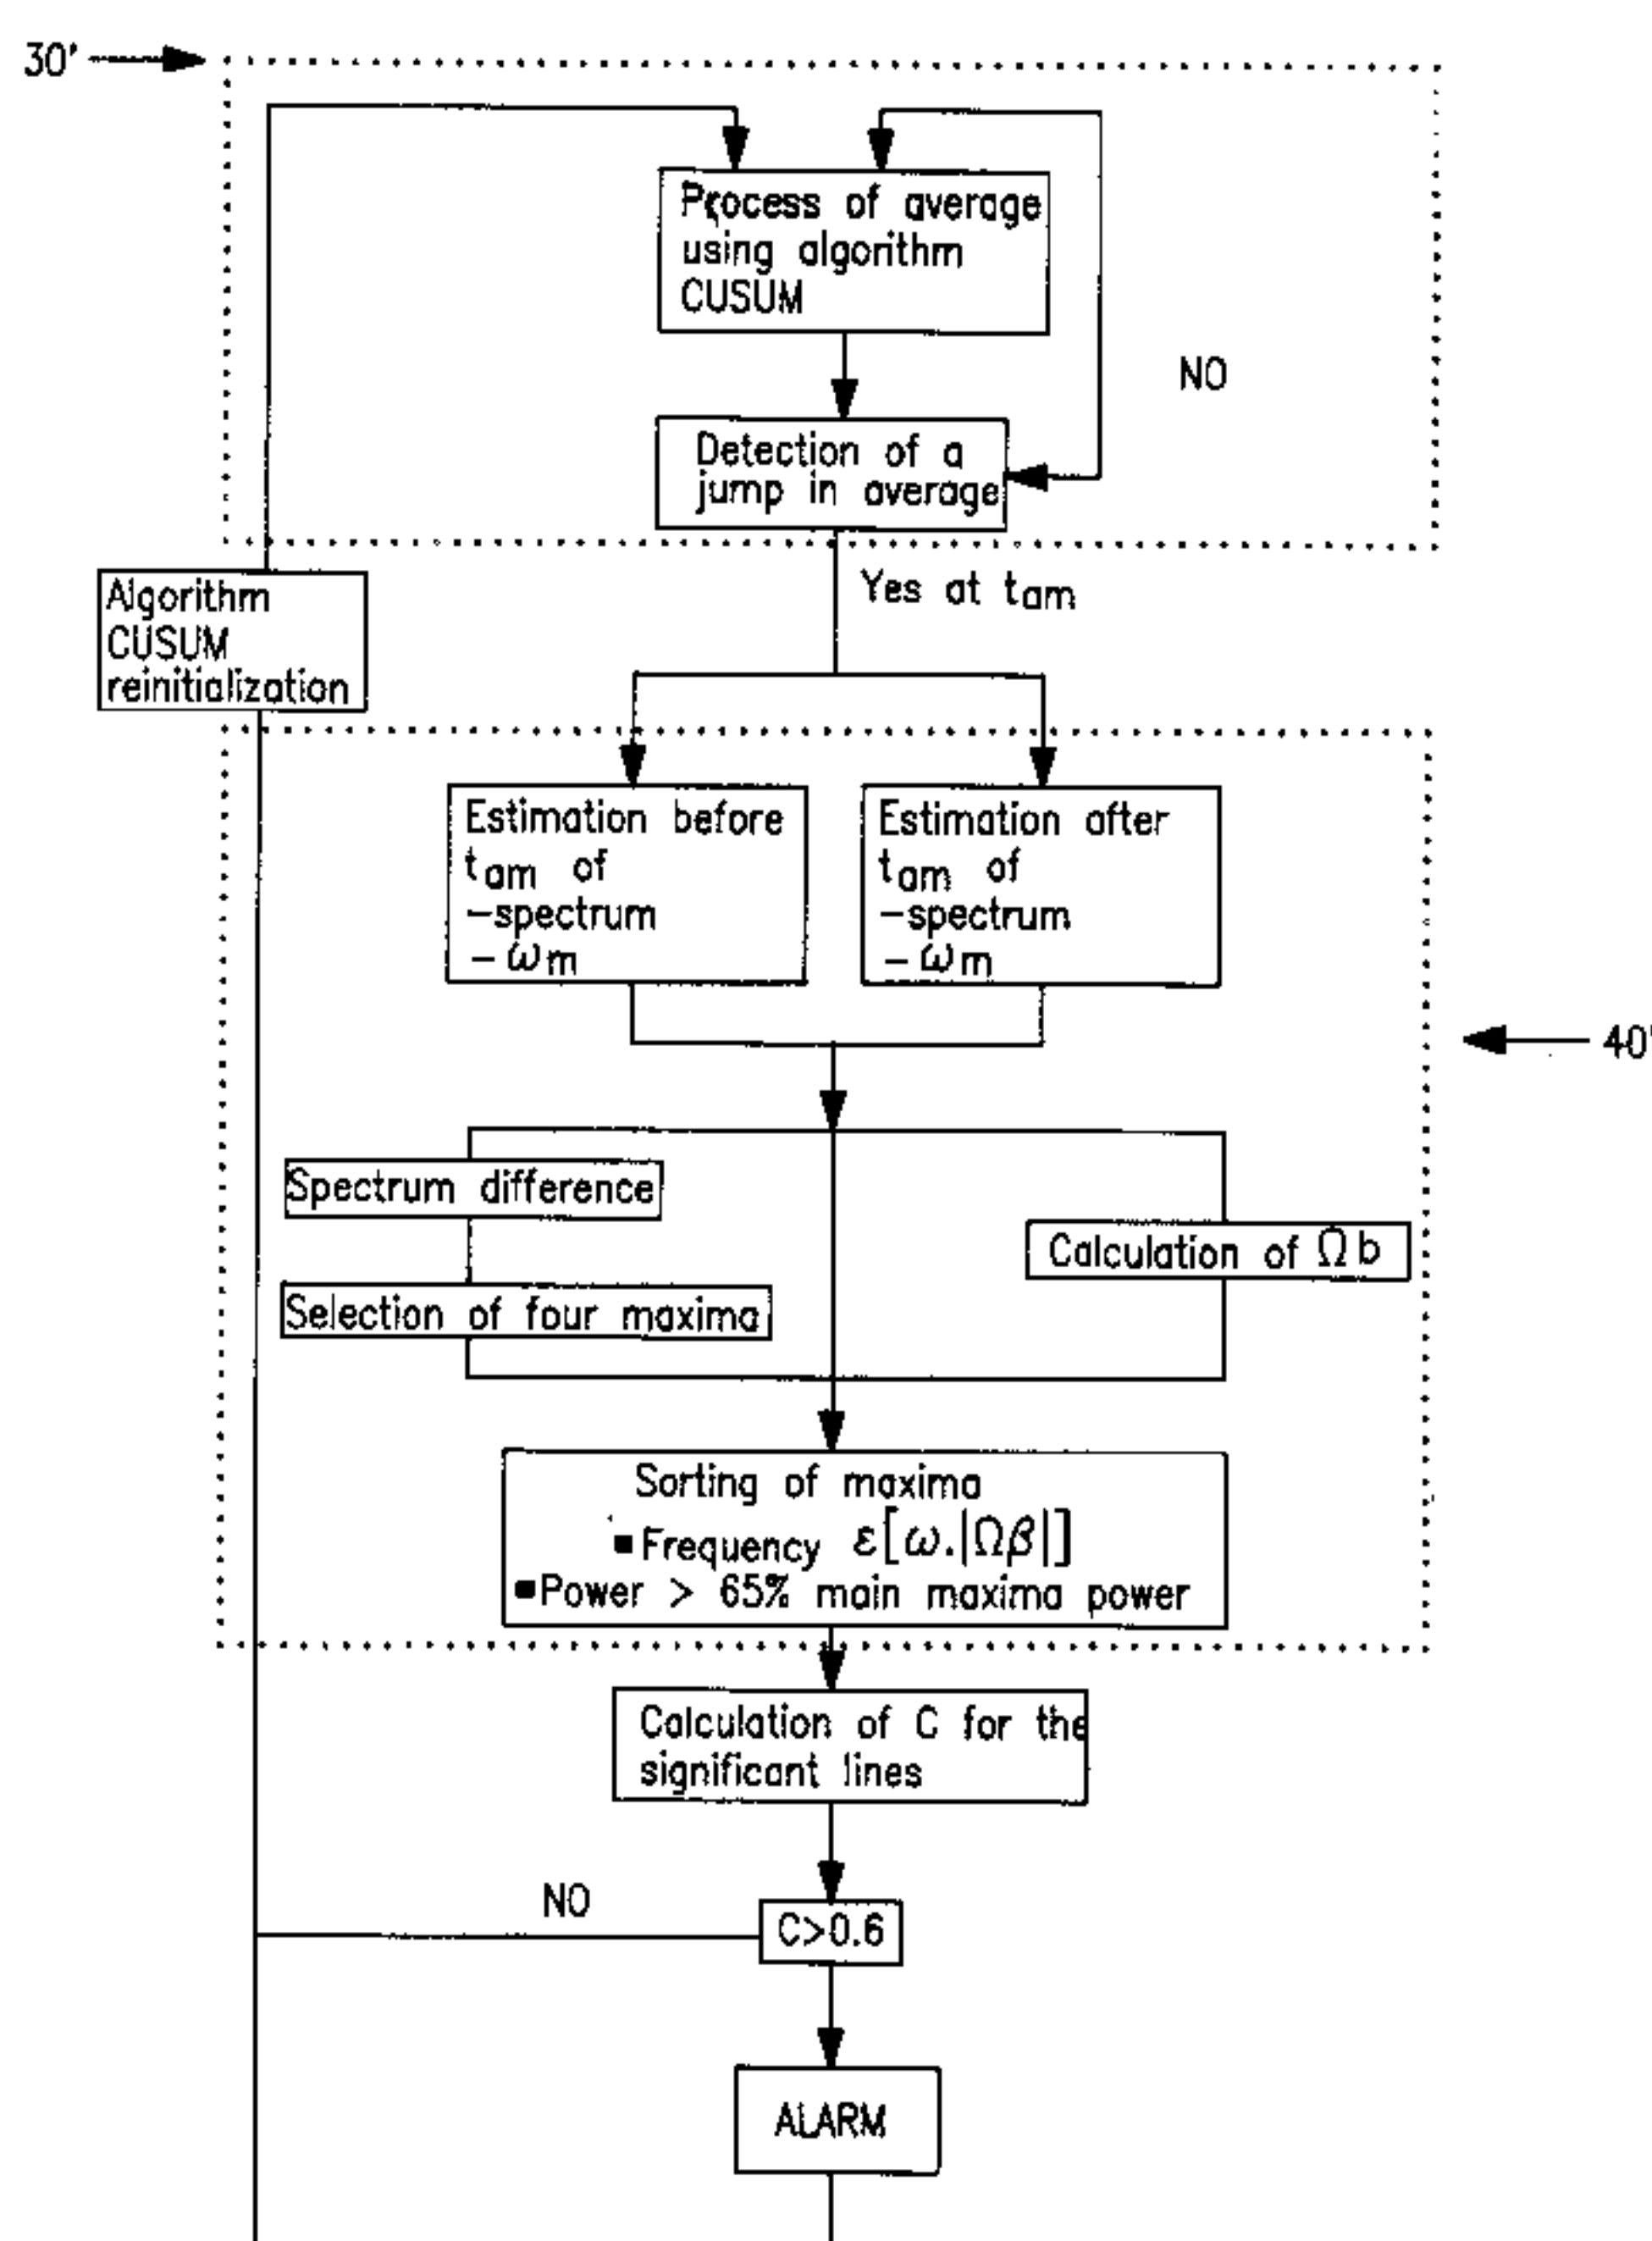 30'
Process of average
using algorithm
CUSUM
NO
Detection of a
jump in average
Yes at tam
Algorithm
CUSUM
reinitialization
Estimation before
tam of
-spectrum
- ωm
Estimation after
tam of
-spectrum
- ωm
40'
Spectrum difference
Calculation of Ωb
Selection of four maxima
Sorting of maxima
▪Frequency ε[ω.|Ωβ|]
▪Power > 65% main maxima power
Calculation of C for the
significant lines
NO
C>0.6
ALARM